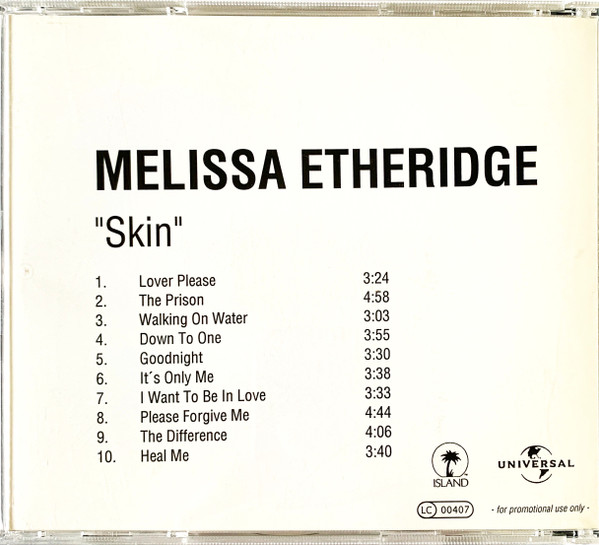 MELISSA ETHERIDGE
"Skin"
1. Lover Please 3:24
2. The Prison 4:58
3. Walking On Water 3:03
4. Down To One 3:55
5. Goodnight 3:30
6. It´s Only Me 3:38
7. I Want To Be In Love 3:33
8. Please Forgive Me 4:44
9. The Difference 4:06
10. Heal Me 3:40
ISLAND
UNIVERSAL
LC 00407
- for promotional use only -